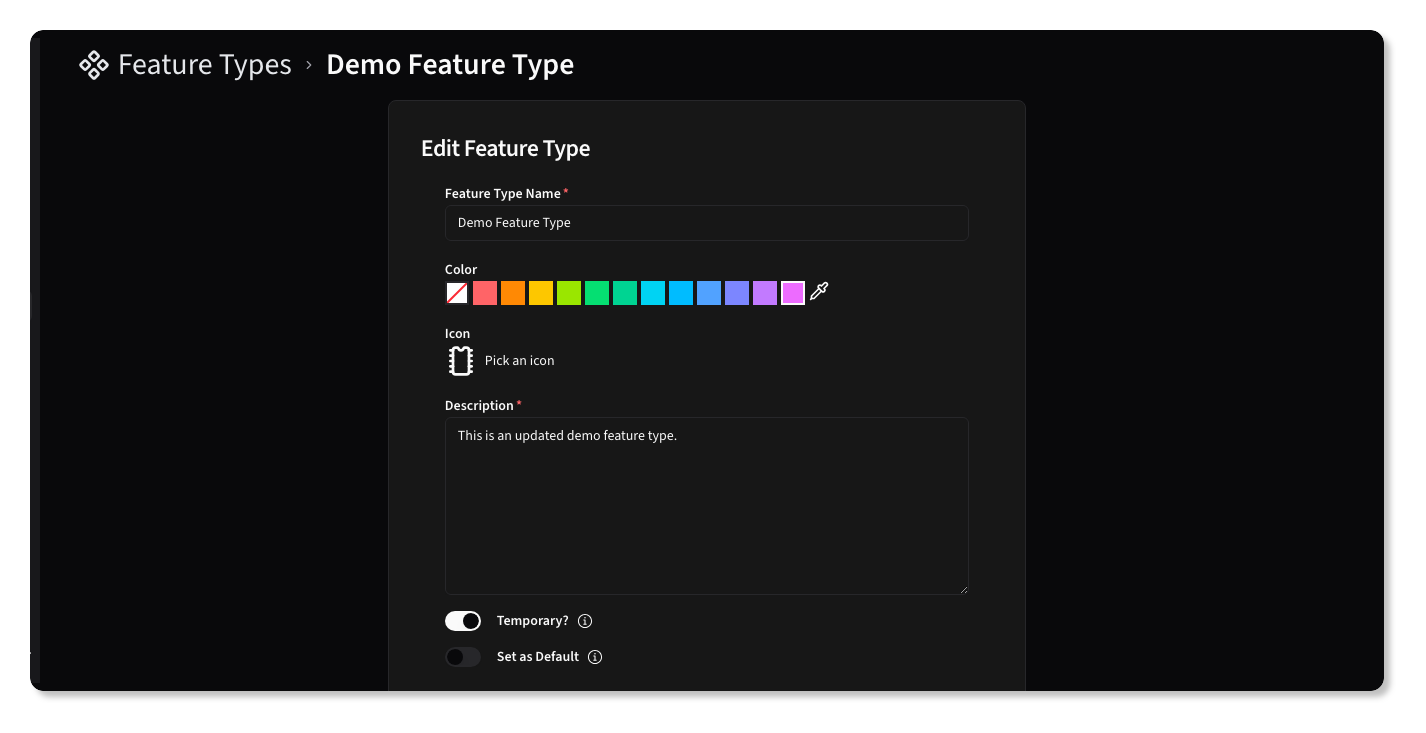 Feature Types › Demo Feature Type
Edit Feature Type
Feature Type Name*
Demo Feature Type
Color
Icon
Pick an icon
Description*
This is an updated demo feature type.
Temporary?
Set as Default